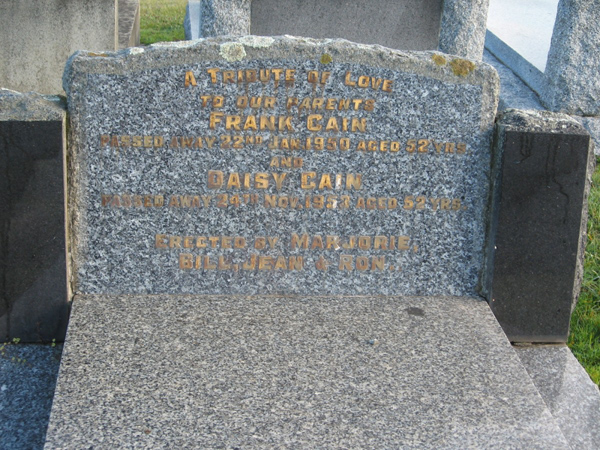 A Tribute of Love
to our parents
Frank Cain
passed away 22nd Jan. 1950 aged 52 yrs.
and
Daisy Cain
passed away 29th Nov. 1953 aged 52 yrs.
Erected by Marjorie,
Bill, Jean & Ron.